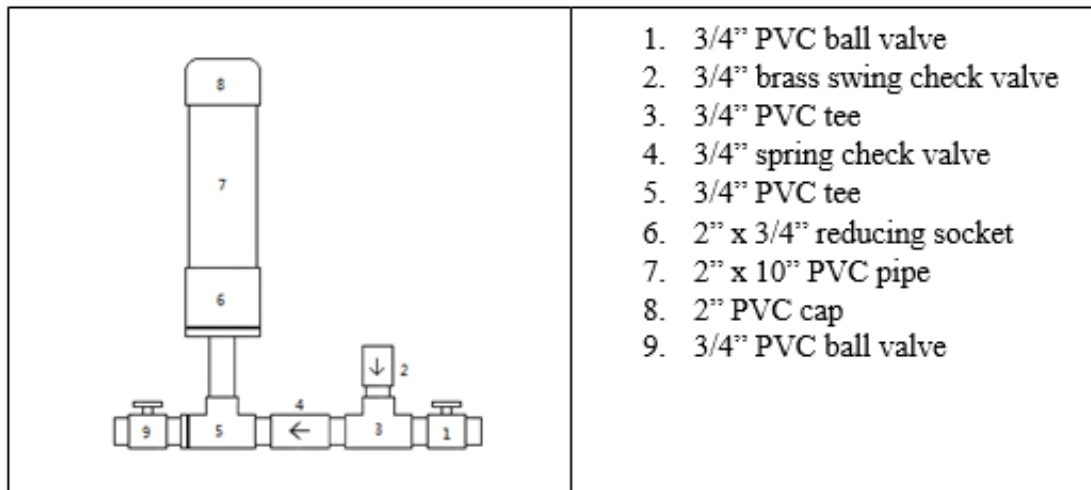 8
7
6
2
4
9
5
3
1
1. 3/4” PVC ball valve
2. 3/4” brass swing check valve
3. 3/4” PVC tee
4. 3/4” spring check valve
5. 3/4” PVC tee
6. 2” x 3/4” reducing socket
7. 2” x 10” PVC pipe
8. 2” PVC cap
9. 3/4” PVC ball valve